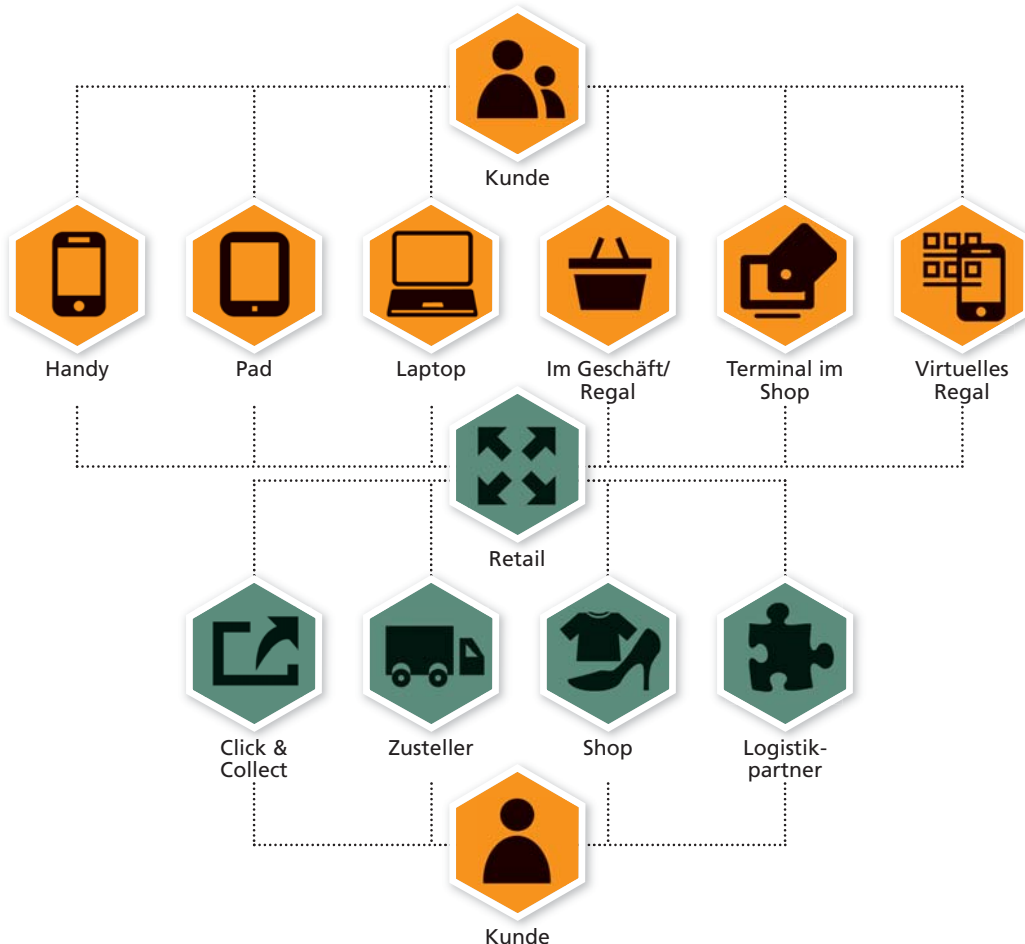 Kunde
Handy
Pad
Laptop
Im Geschäft/
Regal
Terminal im
Shop
Virtuelles
Regal
Retail
Click &
Collect
Zusteller
Shop
Logistik-
partner
Kunde